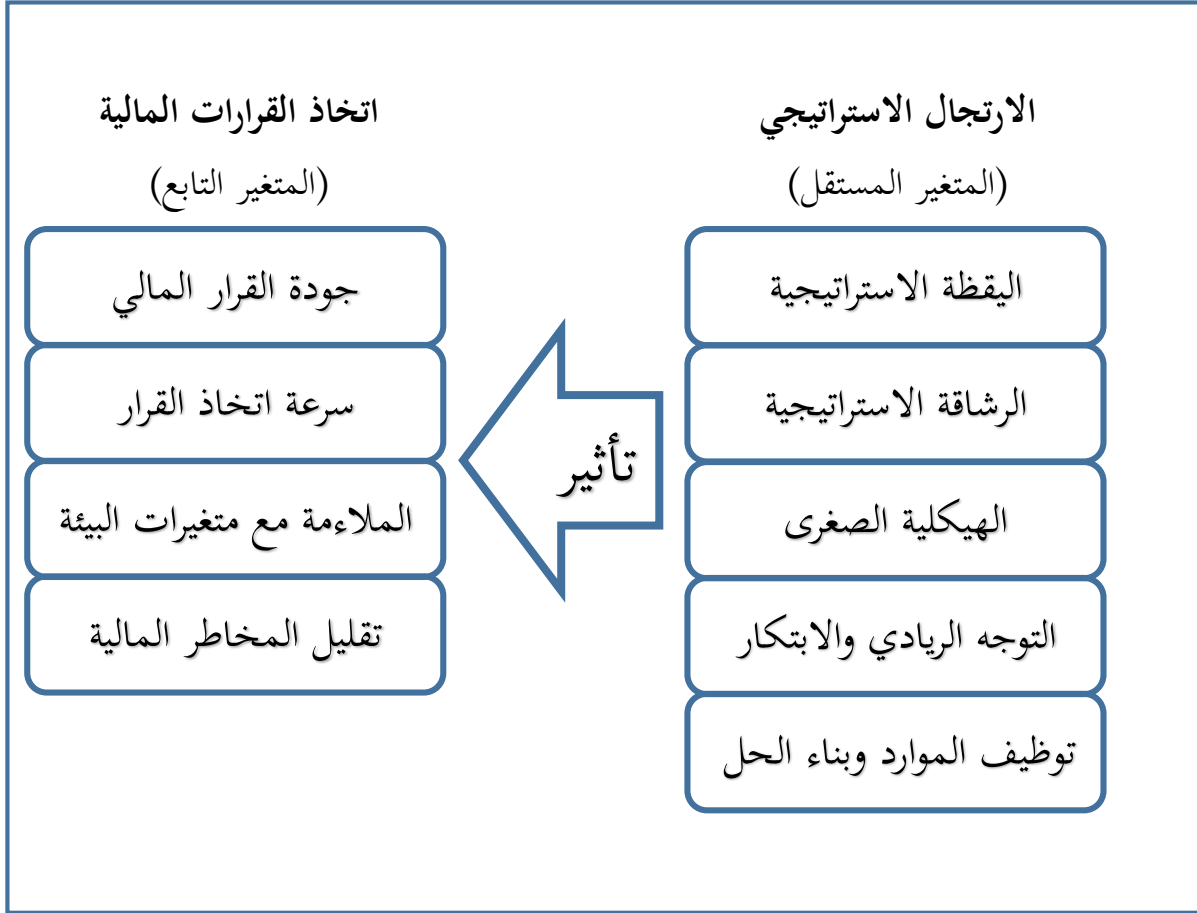 الارتجال الاستراتيجي
(المتغير المستقل)
اليقظة الاستراتيجية
الرشاقة الاستراتيجية
الهيكلية الصغرى
التوجه الريادي والابتكار
توظيف الموارد وبناء الحل
تأثير
اتخاذ القرارات المالية
(المتغير التابع)
جودة القرار المالي
سرعة اتخاذ القرار
الملاءمة مع متغيرات البيئة
تقليل المخاطر المالية